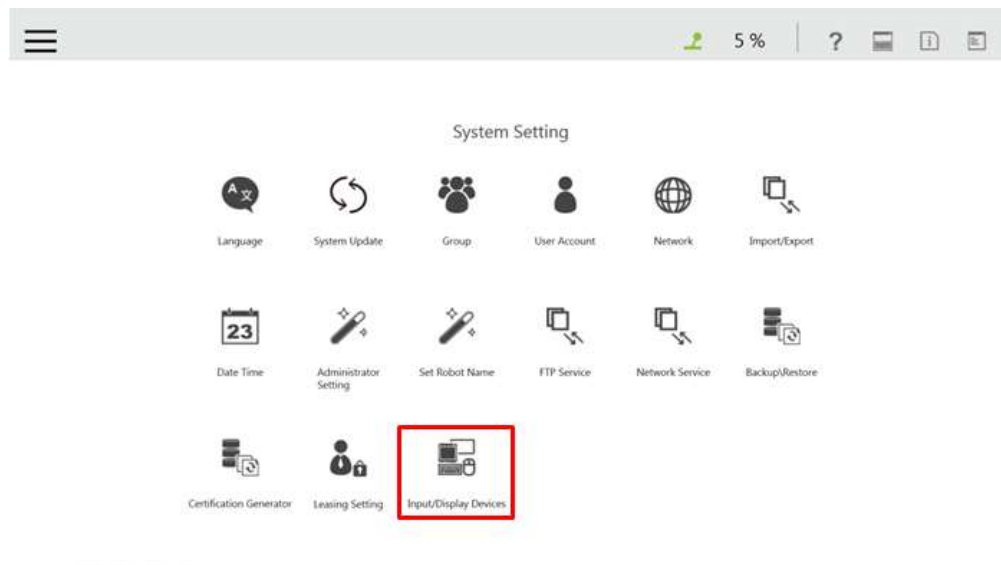 5 %
?
System Setting
A 文
Language
System Update
Group
User Account
Network
Import/Export
23
Date Time
Administrator
Setting
Set Robot Name
FTP Service
Network Service
Backup\Restore
Certification Generator
Leasing Setting
Input/Display Devices